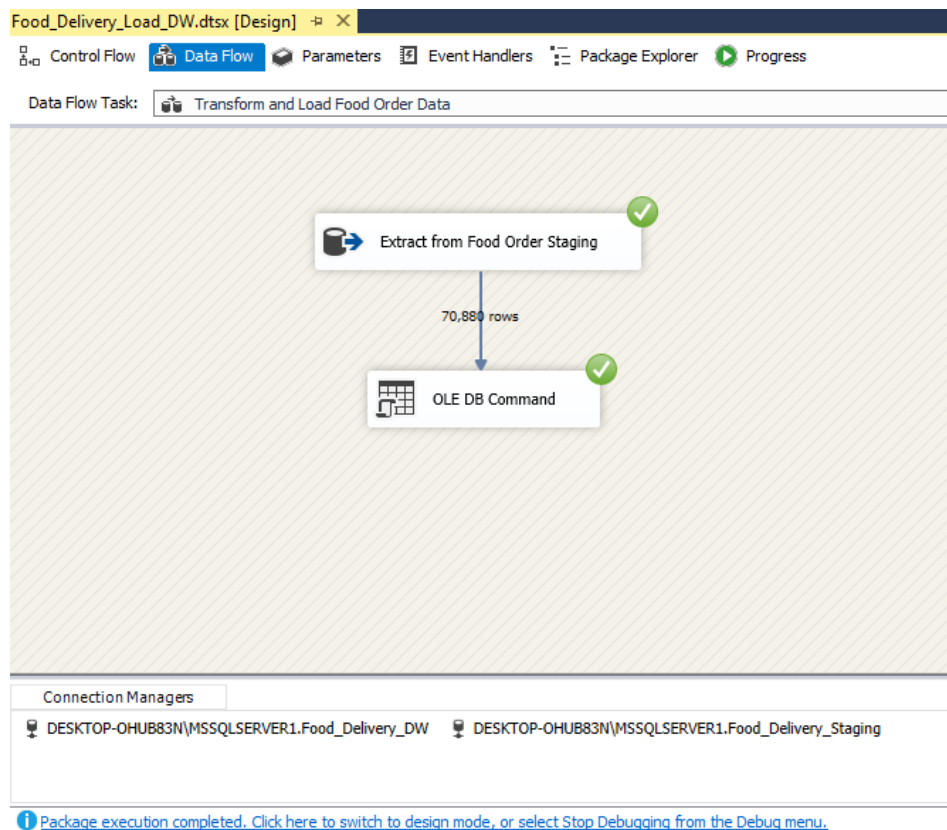 Food_Delivery_Load_DW.dtsx [Design]
Control Flow Data Flow Parameters Event Handlers Package Explorer Progress
Data Flow Task: Transform and Load Food Order Data
Extract from Food Order Staging
70,880 rows
OLE DB Command
Connection Managers
DESKTOP-OHUB83N\MSSQLSERVER1.Food_Delivery_DW DESKTOP-OHUB83N\MSSQLSERVER1.Food_Delivery_Staging
Package execution completed. Click here to switch to design mode, or select Stop Debugging from the Debug menu.